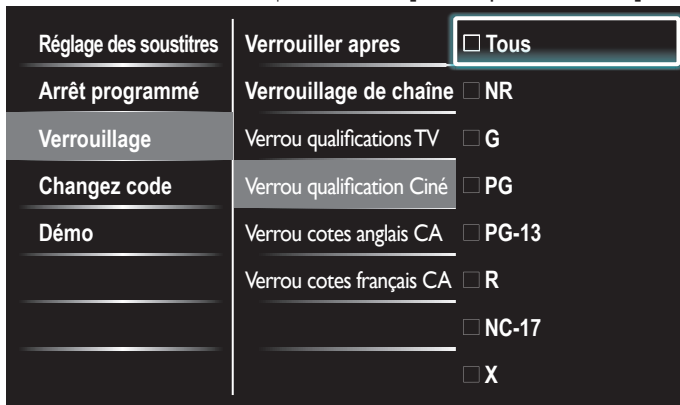 Réglage des soustitres
Arrêt programmé
Verrouillage
Changez code
Démo
Verrouiller apres
Verrouillage de chaîne
Verrou qualifications TV
Verrou qualification Ciné
Verrou cotes anglais CA
Verrou cotes français CA
Tous
NR
G
PG
PG-13
R
NC-17
X